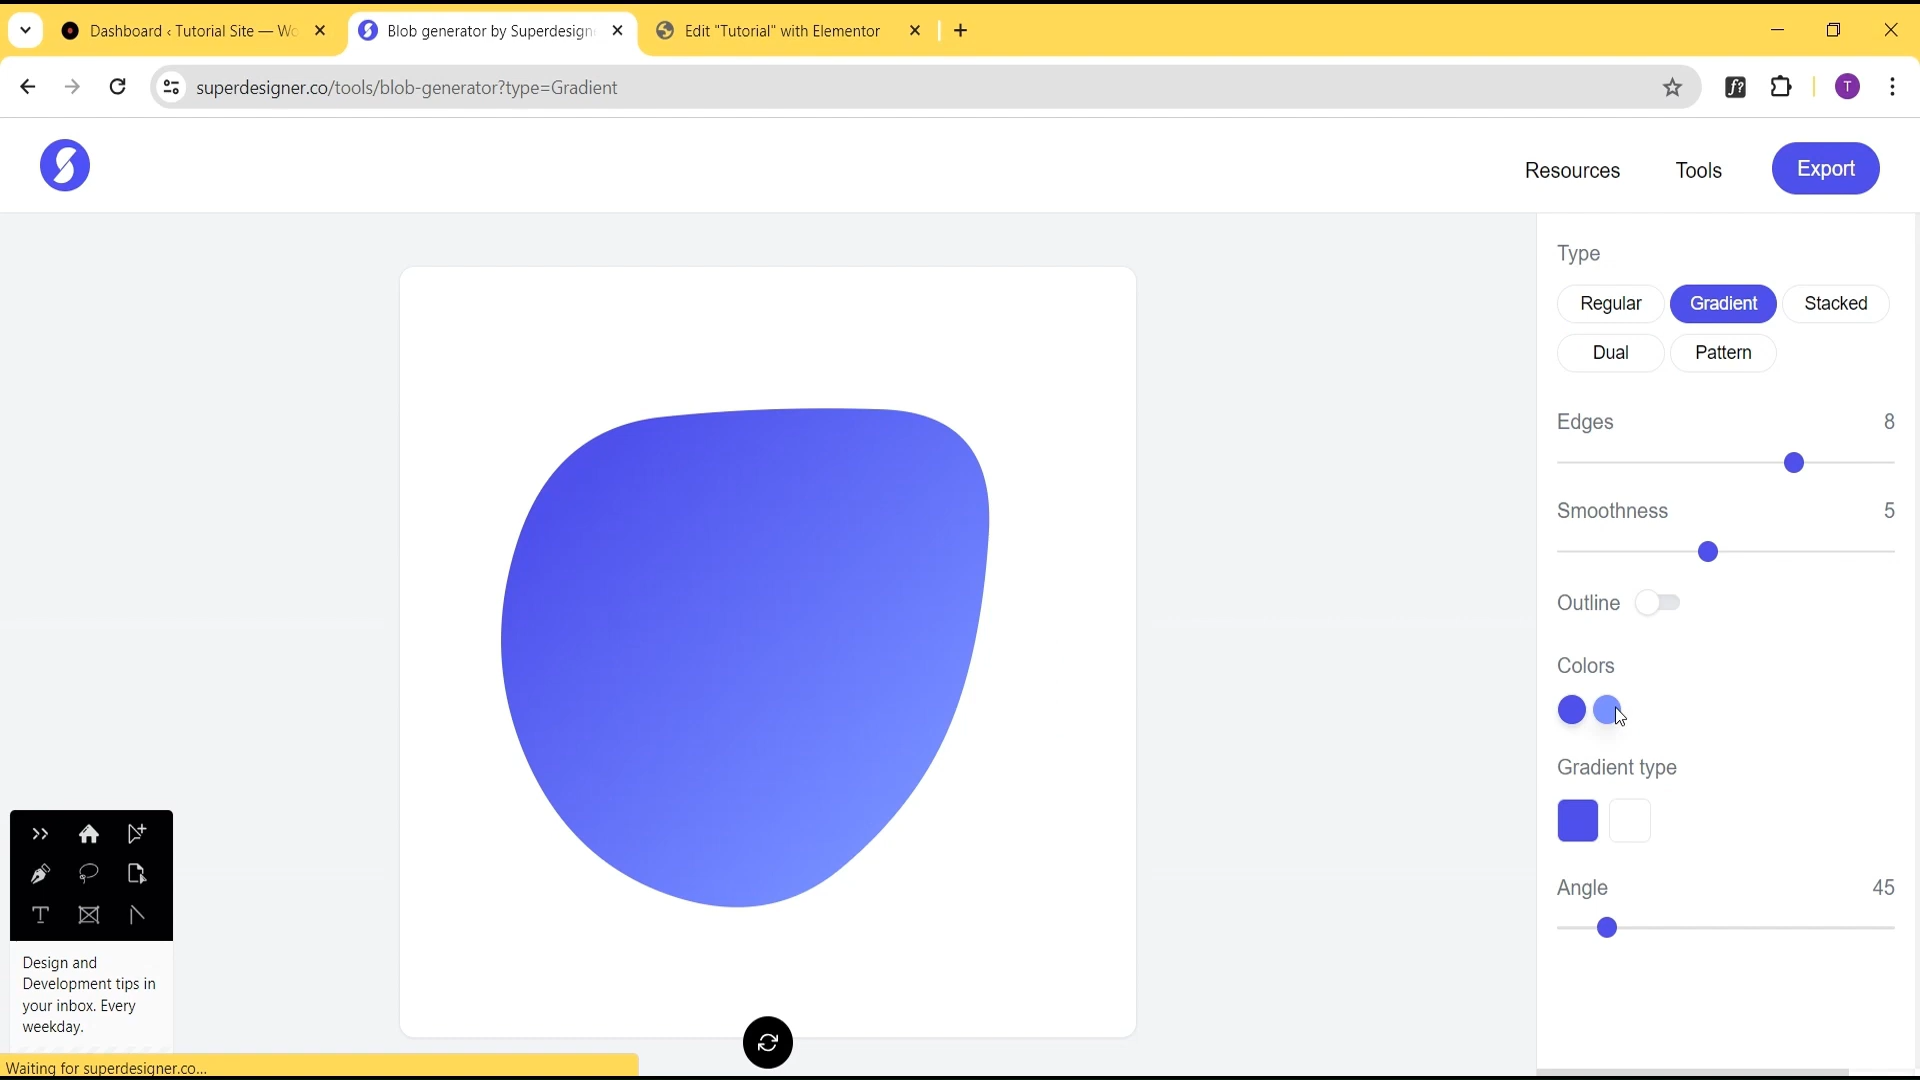 Dashboard ‹ Tutorial Site — Wo
Blob generator by Superdesign
Edit "Tutorial" with Elementor
superdesigner.co/tools/blob-generator?type=Gradient
f?
T
Resources
Tools
Export
Type
Regular
Gradient
Stacked
Dual
Pattern
Edges 8
Smoothness 5
Outline
Colors
Gradient type
Angle 45
T
Design and
Development tips in
your inbox. Every
weekday.
Waiting for superdesigner.co...